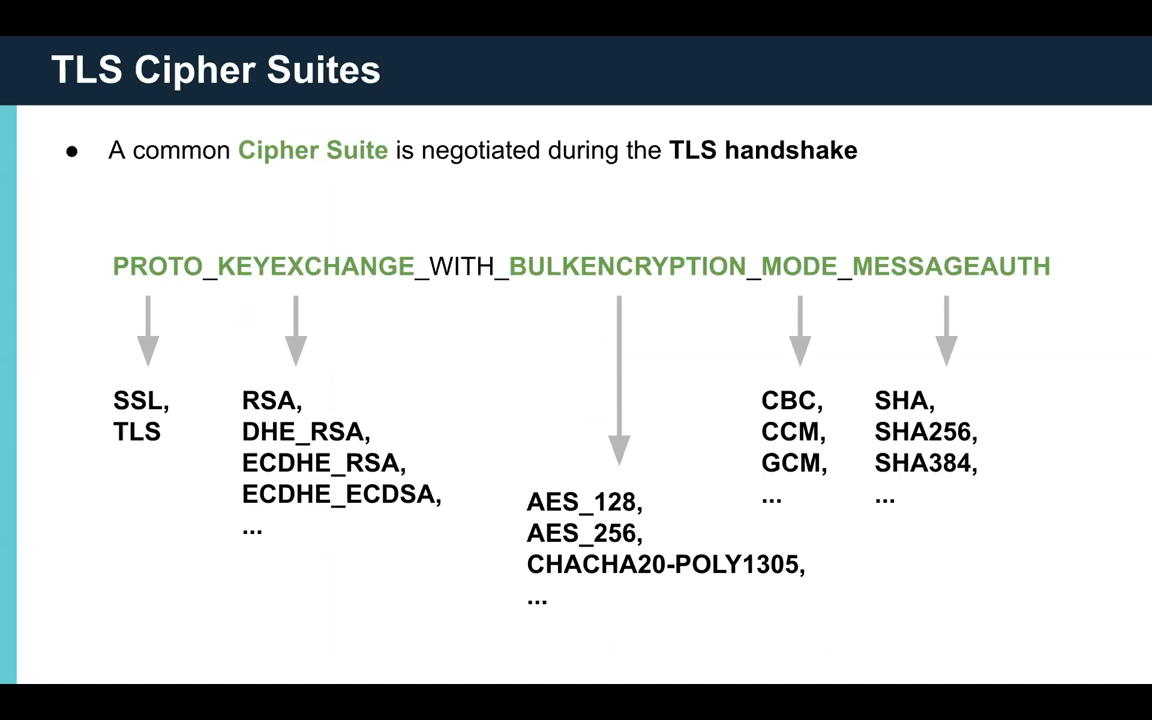 TLS Cipher Suites
● A common Cipher Suite is negotiated during the TLS handshake
PROTO_KEYEXCHANGE_WITH_BULKENCRYPTION_MODE_MESSAGEAUTH
SSL,
TLS
RSA,
DHE_RSA,
ECDHE_RSA,
ECDHE_ECDSA,
...
AES_128,
AES_256,
CHACHA20-POLY1305,
...
CBC,
CCM,
GCM,
...
SHA,
SHA256,
SHA384,
...